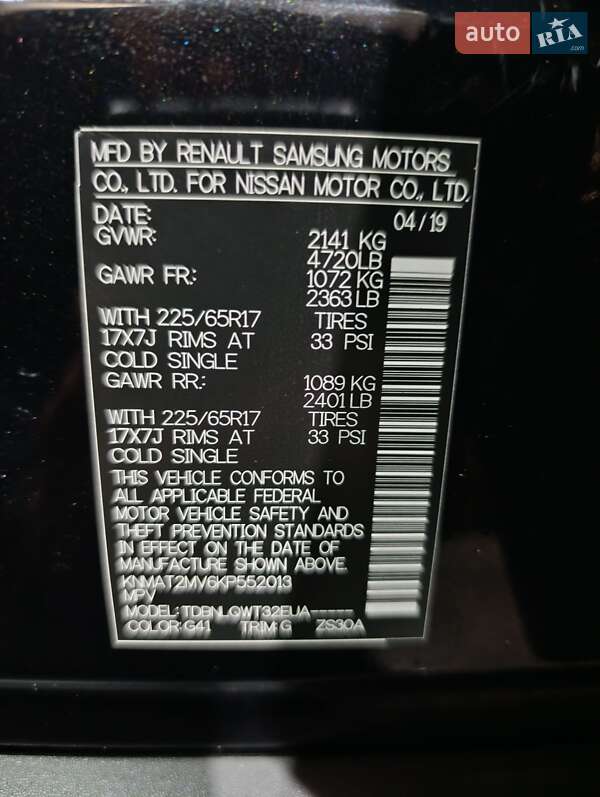 auto RIA.com
MFD BY RENAULT SAMSUNG MOTORS
CO., LTD. FOR NISSAN MOTOR CO., LTD.
DATE: 04/19
GVWR: 2141 KG
4720LB
GAWR FR.: 1072 KG
2363 LB
WITH 225/65R17 TIRES
17X7J RIMS AT 33 PSI
COLD SINGLE
GAWR RR.: 1089 KG
2401 LB
WITH 225/65R17 TIRES
17X7J RIMS AT 33 PSI
COLD SINGLE
THIS VEHICLE CONFORMS TO
ALL APPLICABLE FEDERAL
MOTOR VEHICLE SAFETY AND
THEFT PREVENTION STANDARDS
IN EFFECT ON THE DATE OF
MANUFACTURE SHOWN ABOVE.
KNMAT2MV6KP552013
MPV
MODEL: TDBNLQWT32EUA-----
COLOR: G41 TRIM: G ZS30A